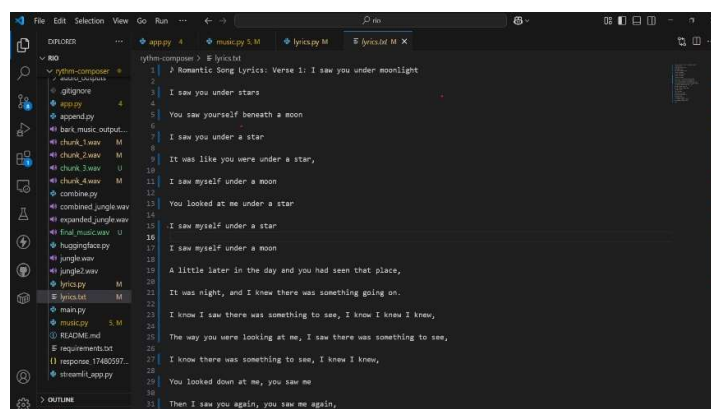 File Edit Selection View Go Run ··· rio
EXPLORER ··· app.py 4 music.py 5, M lyrics.py M lyrics.txt M
RIO rythm-composer > lyrics.txt
rythm-composer
audio_outputs
.gitignore
app.py 4
append.py
bark_music_output...
chunk_1.wav M
chunk_2.wav M
chunk_3.wav U
chunk_4.wav M
combine.py
combined_jungle.wav
expanded_jungle.wav
final_music.wav U
huggingface.py
jungle.wav
jungle2.wav
lyrics.py M
lyrics.txt M
main.py
music.py 5, M
README.md
requirements.txt
response_17480597...
streamlit_app.py
OUTLINE
1 ♪ Romantic Song Lyrics: Verse 1: I saw you under moonlight
2
3 I saw you under stars
4
5 You saw yourself beneath a moon
6
7 I saw you under a star
8
9 It was like you were under a star,
10
11 I saw myself under a moon
12
13 You looked at me under a star
14
15 I saw myself under a star
16
17 I saw myself under a moon
18
19 A little later in the day and you had seen that place,
20
21 It was night, and I knew there was something going on.
22
23 I know I saw there was something to see, I know I knew I knew,
24
25 The way you were looking at me, I saw there was something to see,
26
27 I know there was something to see, I knew I knew,
28
29 You looked down at me, you saw me
30
31 Then I saw you again, you saw me again,